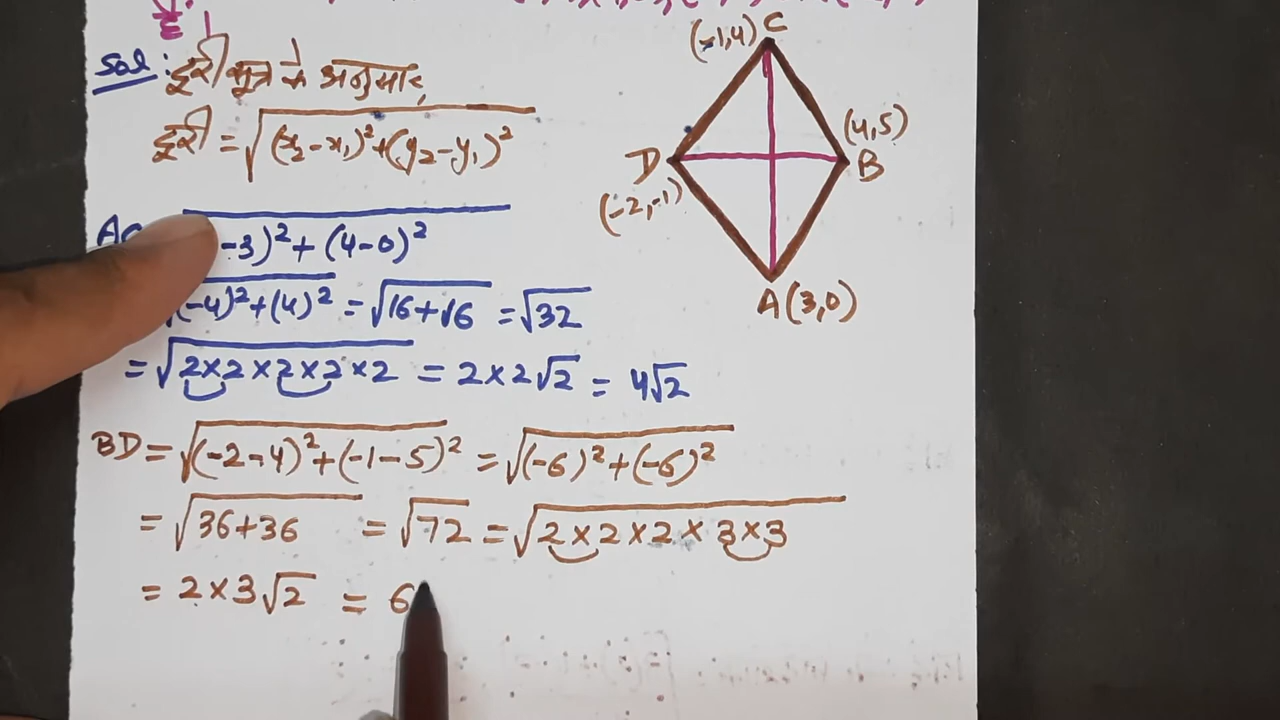 Sol : दूरी सूत्र के अनुसार,
दूरी = √(x₂-x₁)²+(y₂-y₁)²
-3)² + (4-0)²
√(-4)²+(4)² = √16+16 = √32
= √2×2×2×2×2 = 2×2√2 = 4√2
BD = √(-2-4)²+(-1-5)² = √(-6)²+(-6)²
= √36+36 = √72 = √2×2×2×3×3
= 2×3√2 = 6
(-1,4) C
(4,5)
D B
(-2,-1)
A(3,0)